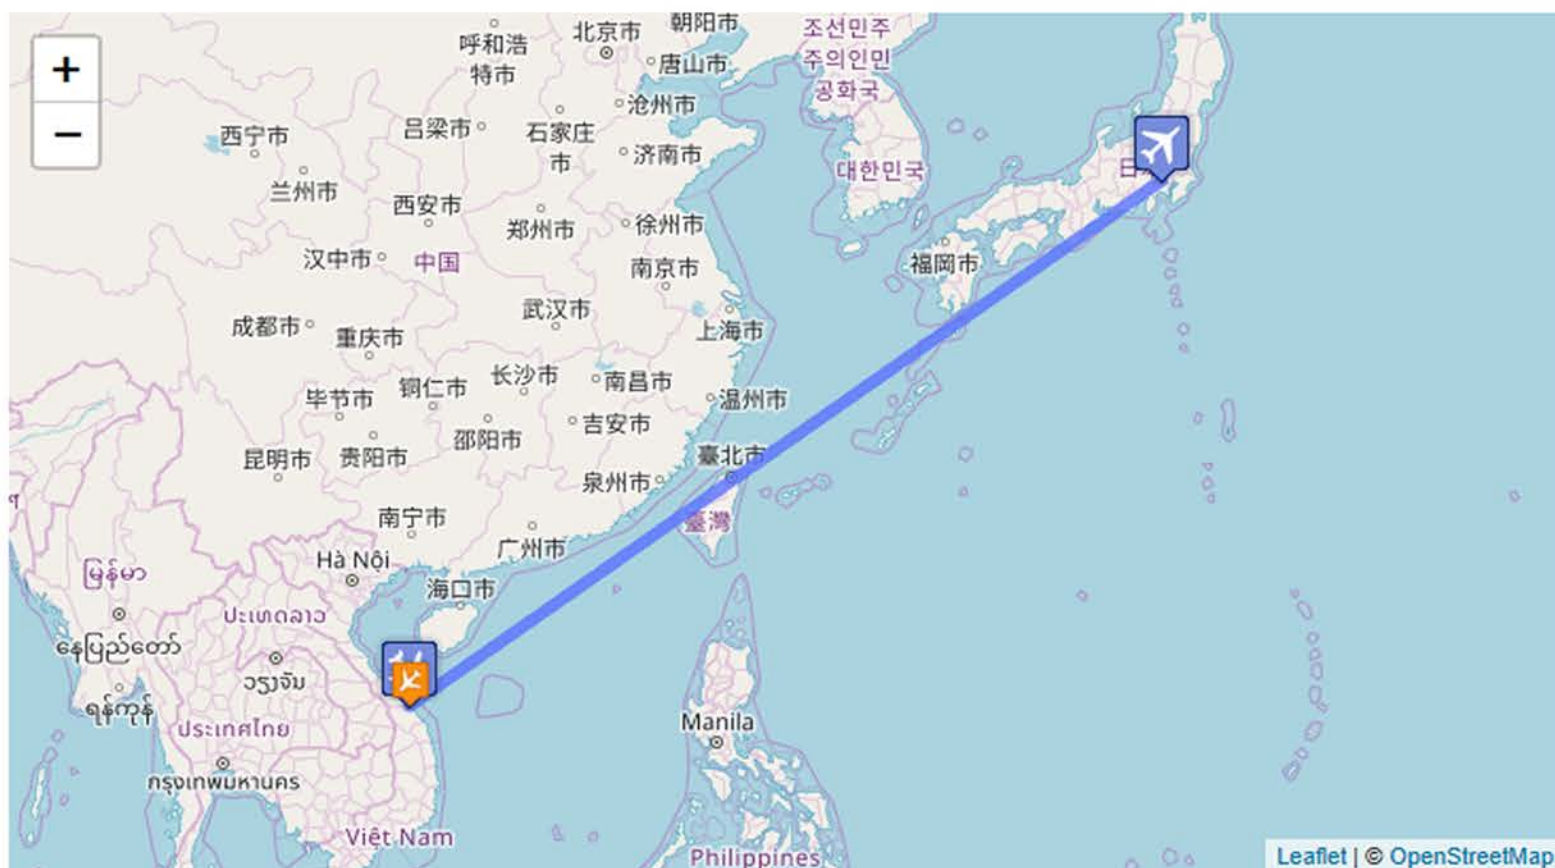 +
−
呼和浩
特市
北京市
朝阳市
조선민주
주의인민
공화국
唐山市
沧州市
西宁市
吕梁市
石家庄
市
济南市
대한민국
兰州市
西安市
郑州市
徐州市
汉中市
中国
南京市
福岡市
成都市
重庆市
武汉市
上海市
毕节市
铜仁市
长沙市
南昌市
温州市
昆明市
贵阳市
邵阳市
吉安市
臺北市
泉州市
南宁市
广州市
臺灣
Hà Nội
海口市
မြန်မာ
ປະເທດລາວ
နေပြည်တော်
ວຽງຈັນ
ရန်ကုန်
ประเทศไทย
Manila
กรุงเทพมหานคร
Việt Nam
Philippines
Leaflet | © OpenStreetMap